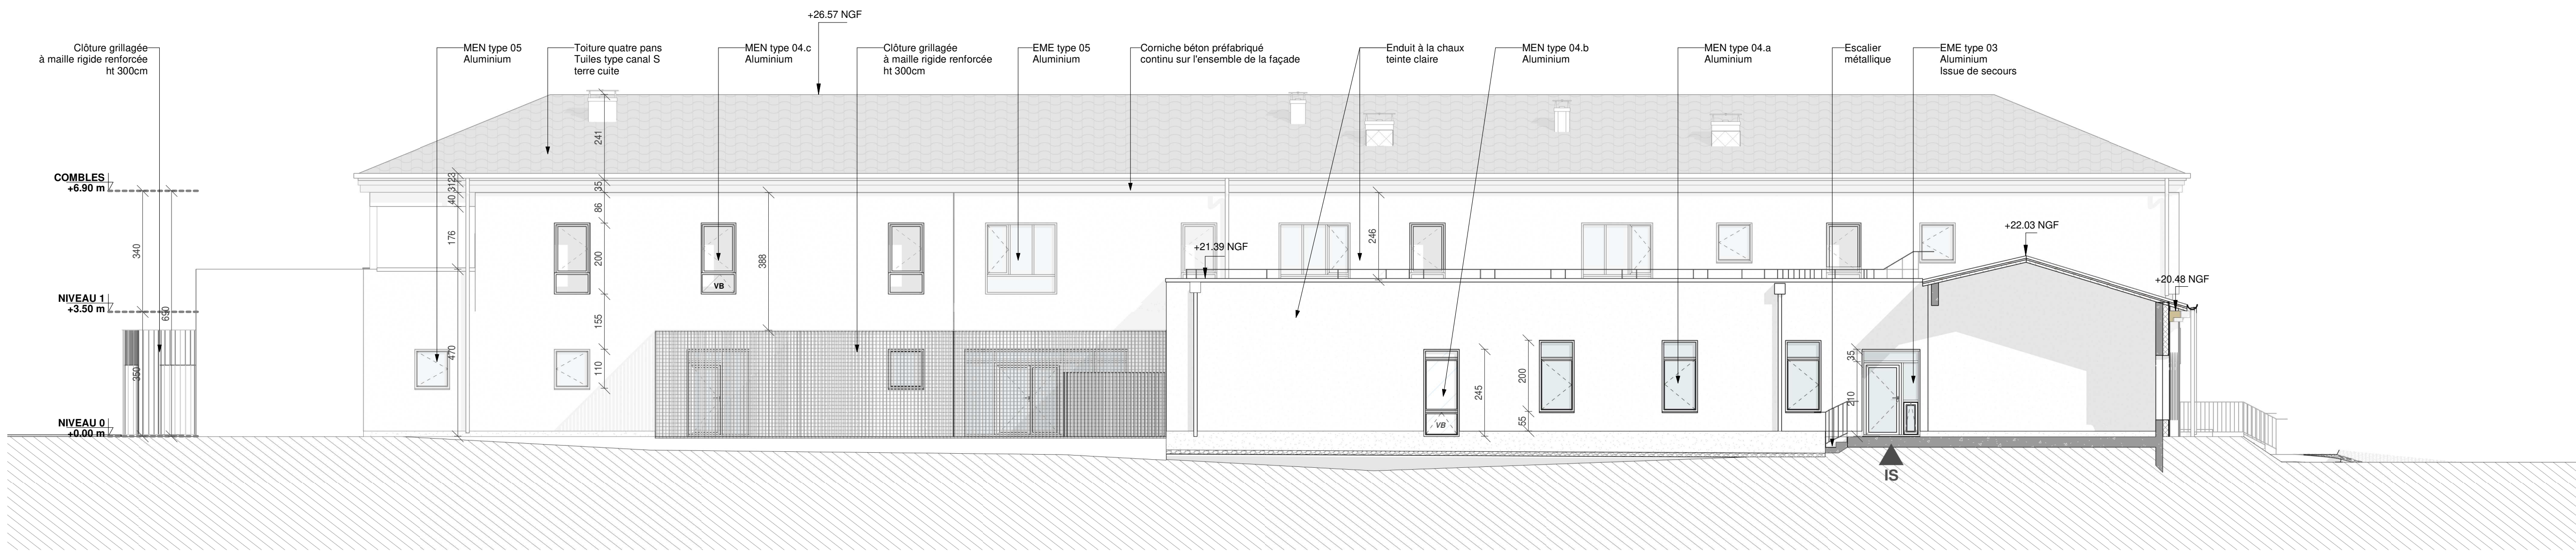 +26.57 NGF
Clôture grillagée
à maille rigide renforcée
ht 300cm
MEN type 05
Aluminium
Toiture quatre pans
Tuiles type canal S
terre cuite
MEN type 04.c
Aluminium
Clôture grillagée
à maille rigide renforcée
ht 300cm
EME type 05
Aluminium
Corniche béton préfabriqué
continu sur l'ensemble de la façade
Enduit à la chaux
teinte claire
MEN type 04.b
Aluminium
MEN type 04.a
Aluminium
Escalier
métallique
EME type 03
Aluminium
Issue de secours
COMBLES
+6.90 m
NIVEAU 1
+3.50 m
NIVEAU 0
+0.00 m
340
350
690
23
31
40
176
470
241
35
86
200
155
110
388
VB
+21.39 NGF
246
+22.03 NGF
+20.48 NGF
VB
245
200
55
35
210
IS